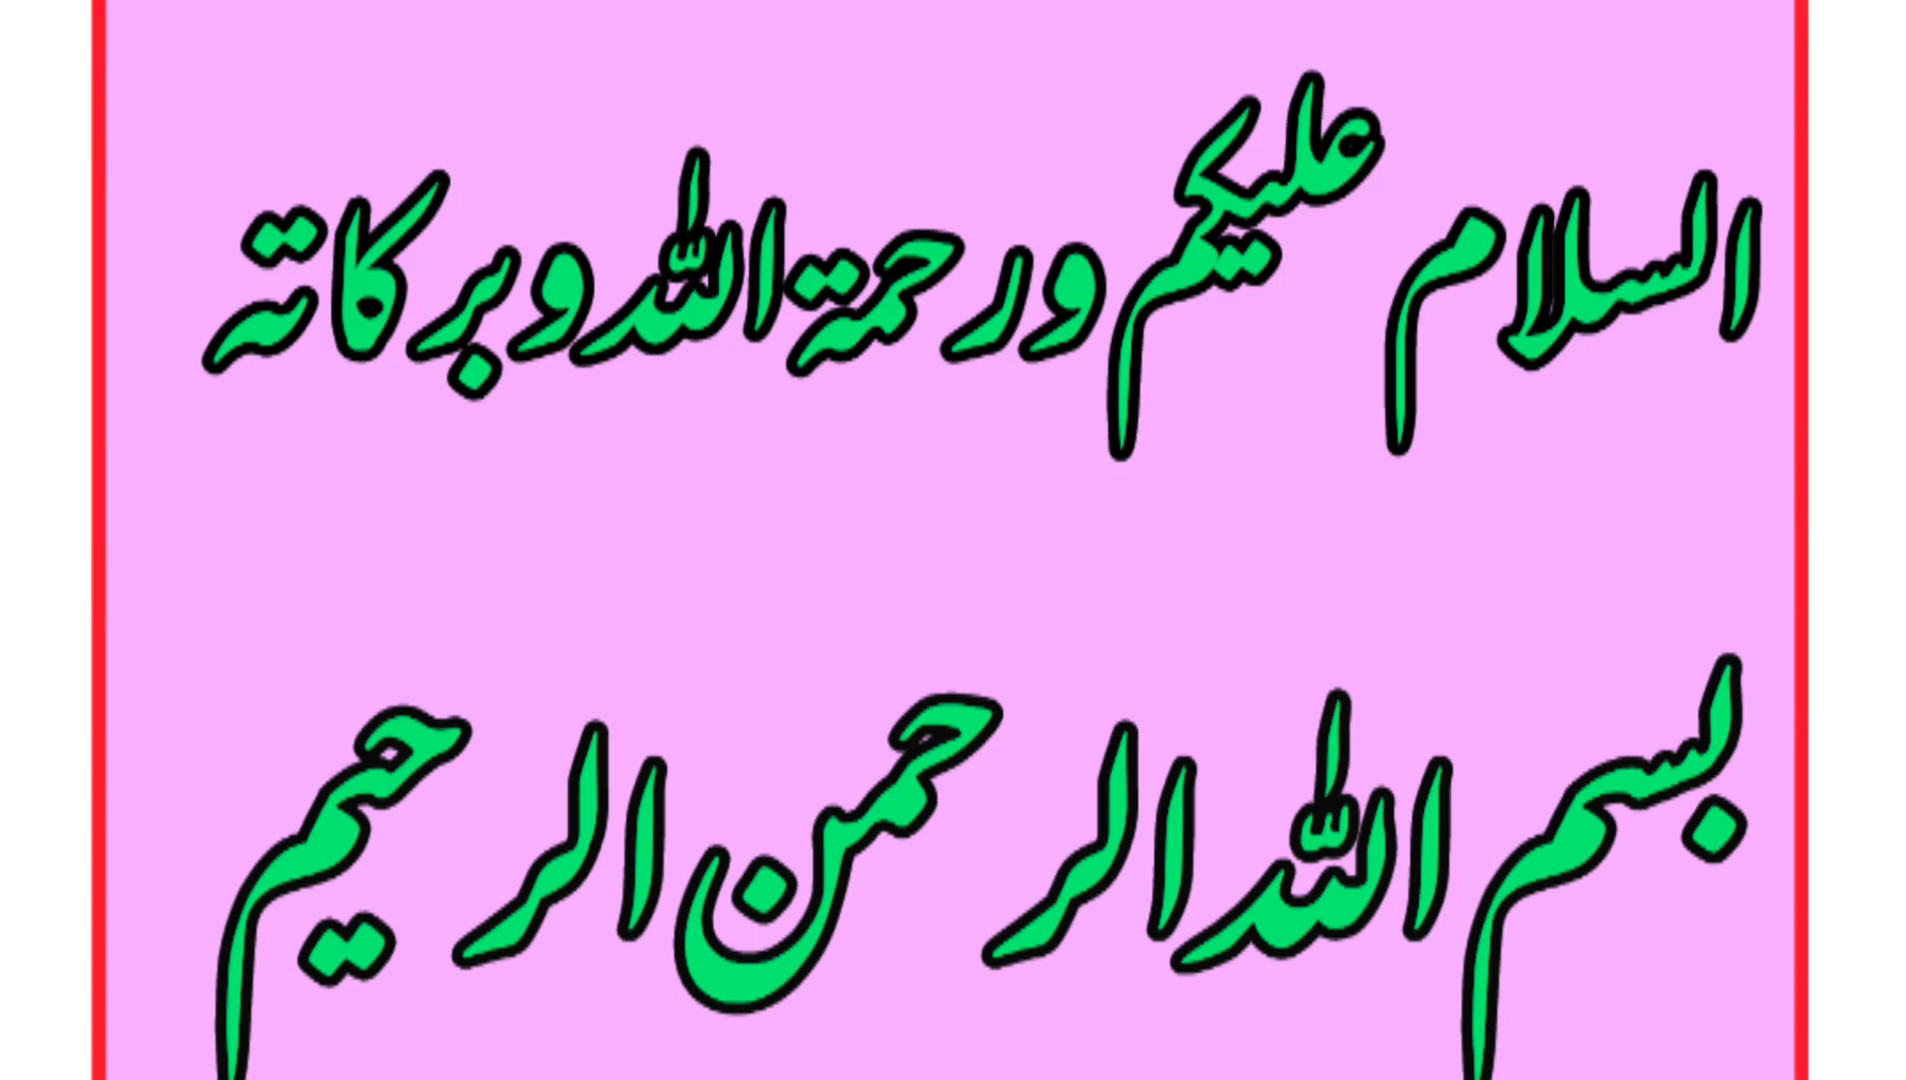 السلام علیکم ورحمۃ اللہ وبرکاتہ
بسم اللہ الرحمن الرحیم